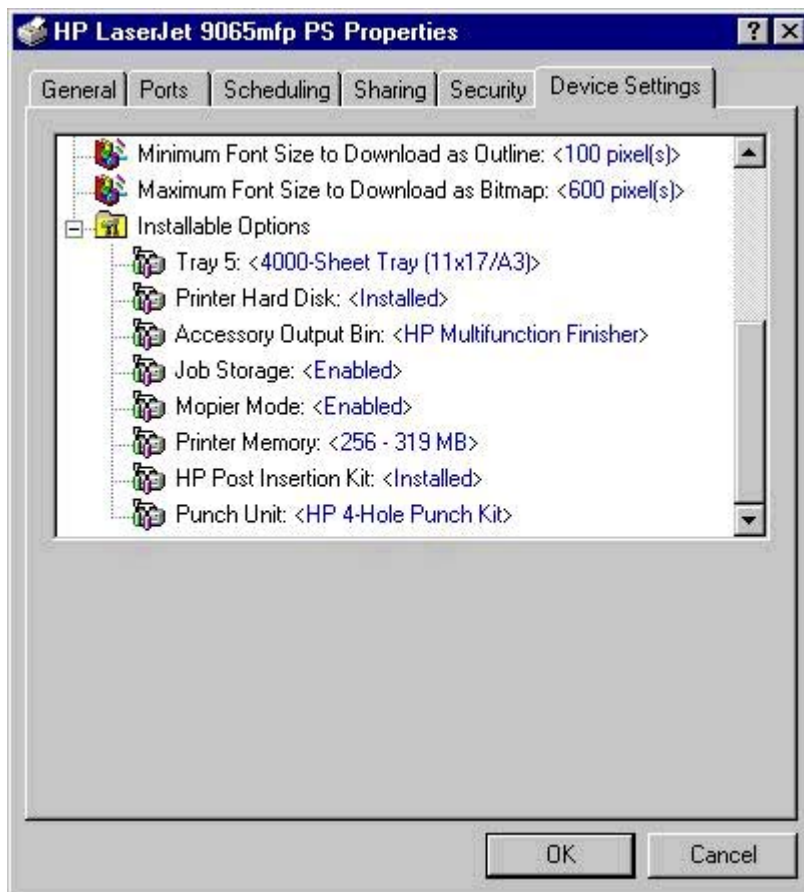 HP LaserJet 9065mfp PS Properties
General Ports Scheduling Sharing Security Device Settings
Minimum Font Size to Download as Outline: <100 pixel(s)>
Maximum Font Size to Download as Bitmap: <600 pixel(s)>
Installable Options
Tray 5: <4000-Sheet Tray (11x17/A3)>
Printer Hard Disk: <Installed>
Accessory Output Bin: <HP Multifunction Finisher>
Job Storage: <Enabled>
Mopier Mode: <Enabled>
Printer Memory: <256 - 319 MB>
HP Post Insertion Kit: <Installed>
Punch Unit: <HP 4-Hole Punch Kit>
OK Cancel